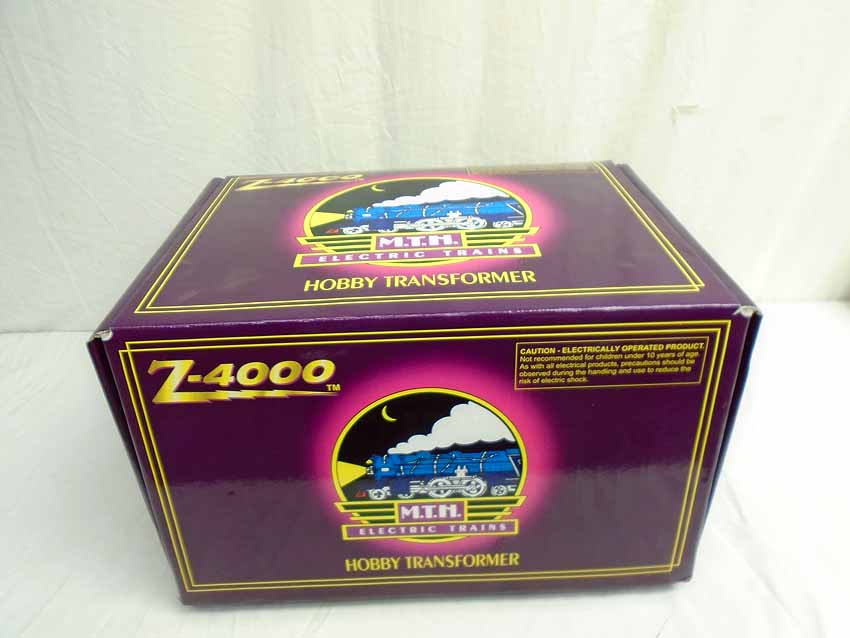 Z-4000
M.T.H.
ELECTRIC TRAINS
HOBBY TRANSFORMER
Z-4000™
CAUTION - ELECTRICALLY OPERATED PRODUCT.
Not recommended for children under 10 years of age.
As with all electrical products, precautions should be
observed during the handling and use to reduce the
risk of electric shock.
M.T.H.
ELECTRIC TRAINS
HOBBY TRANSFORMER